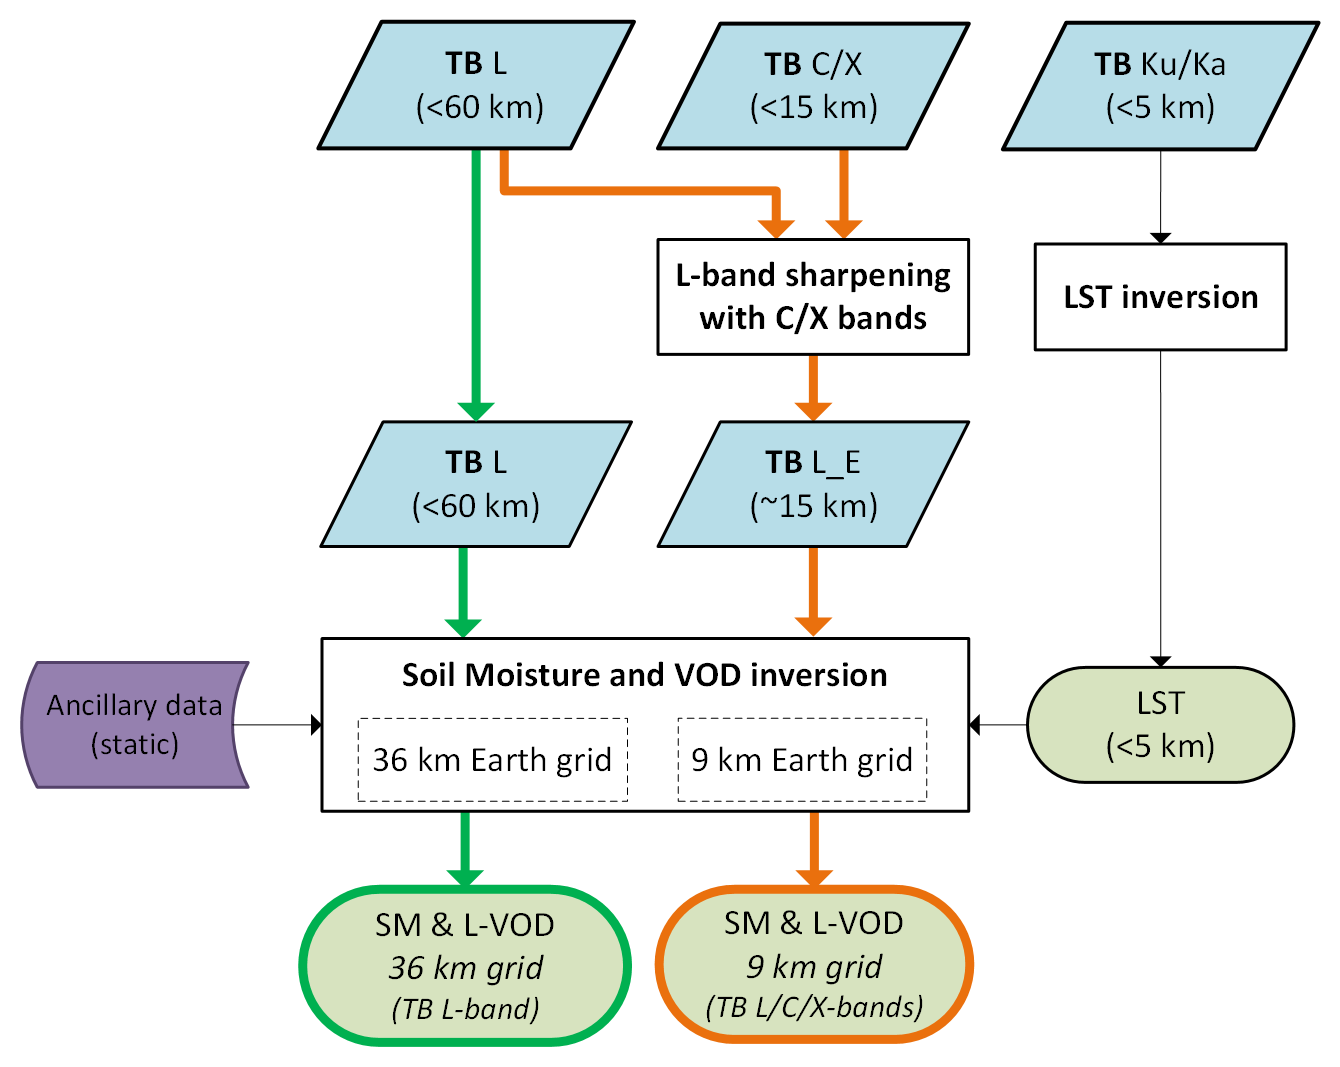 TB L
(<60 km)
TB C/X
(<15 km)
TB Ku/Ka
(<5 km)
L-band sharpening
with C/X bands
LST inversion
TB L
(<60 km)
TB L_E
(~15 km)
Soil Moisture and VOD inversion
36 km Earth grid
9 km Earth grid
Ancillary data
(static)
LST
(<5 km)
SM & L-VOD
36 km grid
(TB L-band)
SM & L-VOD
9 km grid
(TB L/C/X-bands)